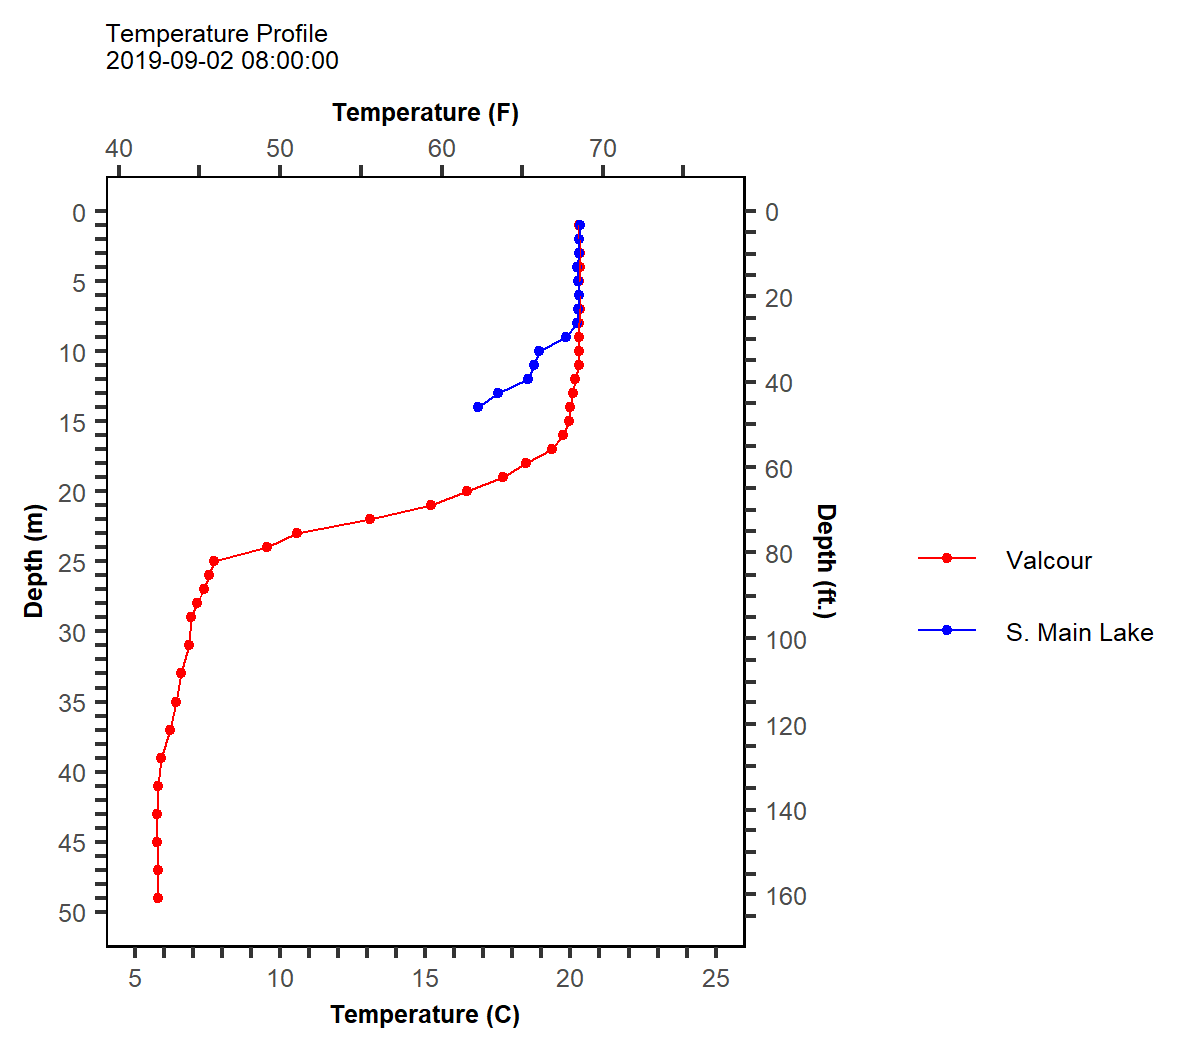 Temperature Profile
2019-09-02 08:00:00
Temperature (F)
40 50 60 70
0
5
10
15
20
25
30
35
40
45
50
Depth (m)
0
20
40
60
80
100
120
140
160
Depth (ft.)
Valcour
S. Main Lake
5 10 15 20 25
Temperature (C)